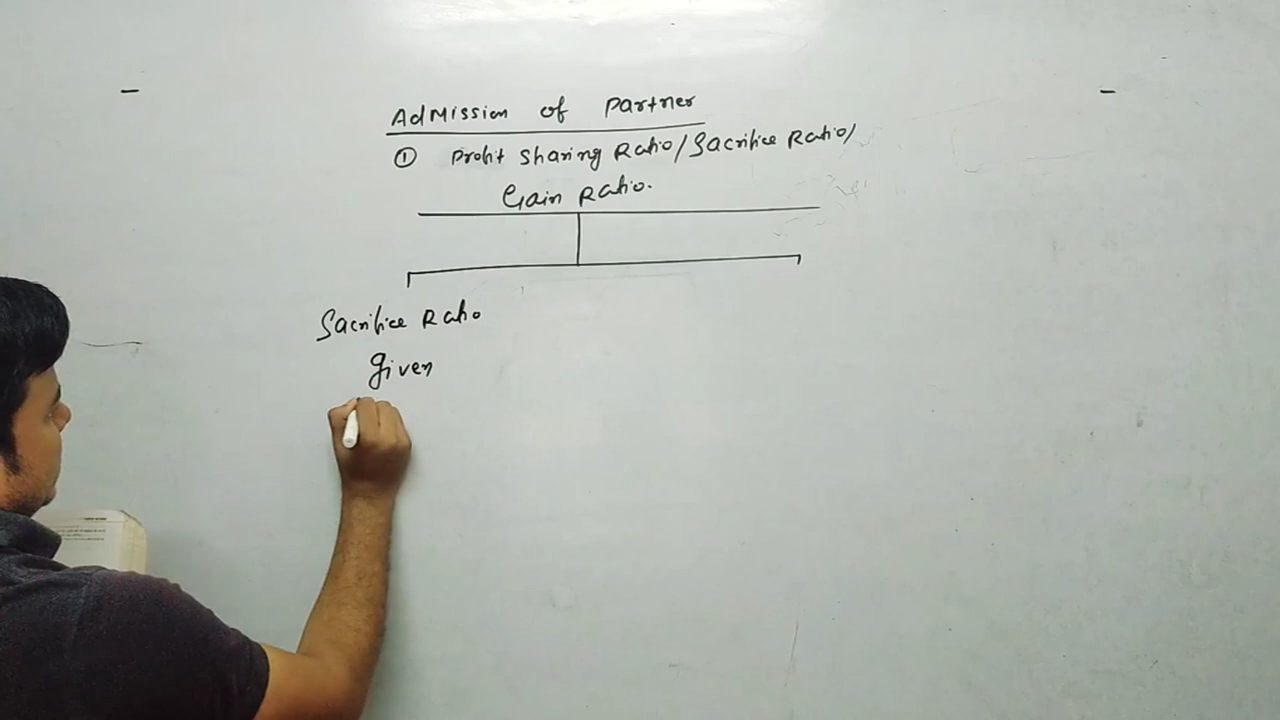 Admission of Partner
① Profit Sharing Ratio/Sacrifice Ratio/
Gain Ratio.
Sacrifice Ratio
given